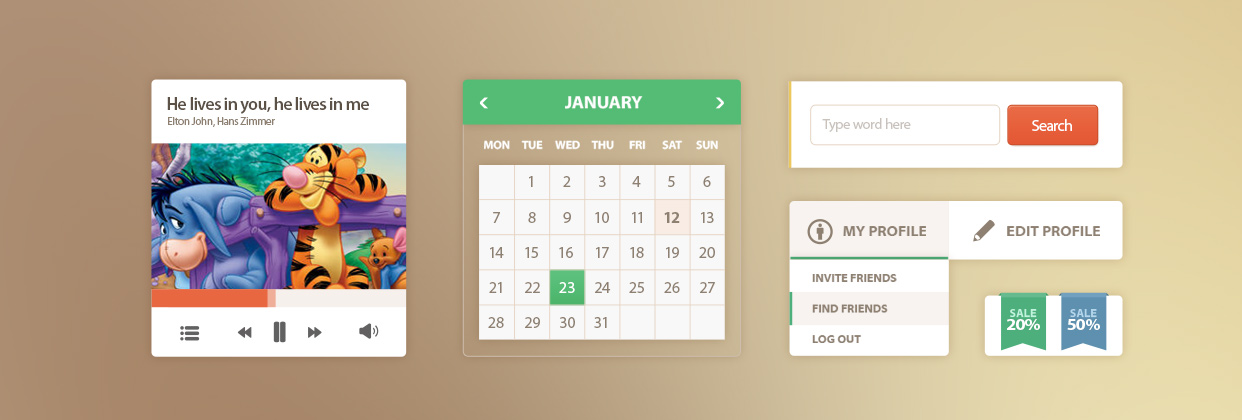 He lives in you, he lives in me
Elton John, Hans Zimmer
JANUARY
MON TUE WED THU FRI SAT SUN
1 2 3 4 5 6
7 8 9 10 11 12 13
14 15 16 17 18 19 20
21 22 23 24 25 26 27
28 29 30 31
Type word here
Search
MY PROFILE
EDIT PROFILE
INVITE FRIENDS
FIND FRIENDS
LOG OUT
SALE
20%
SALE
50%